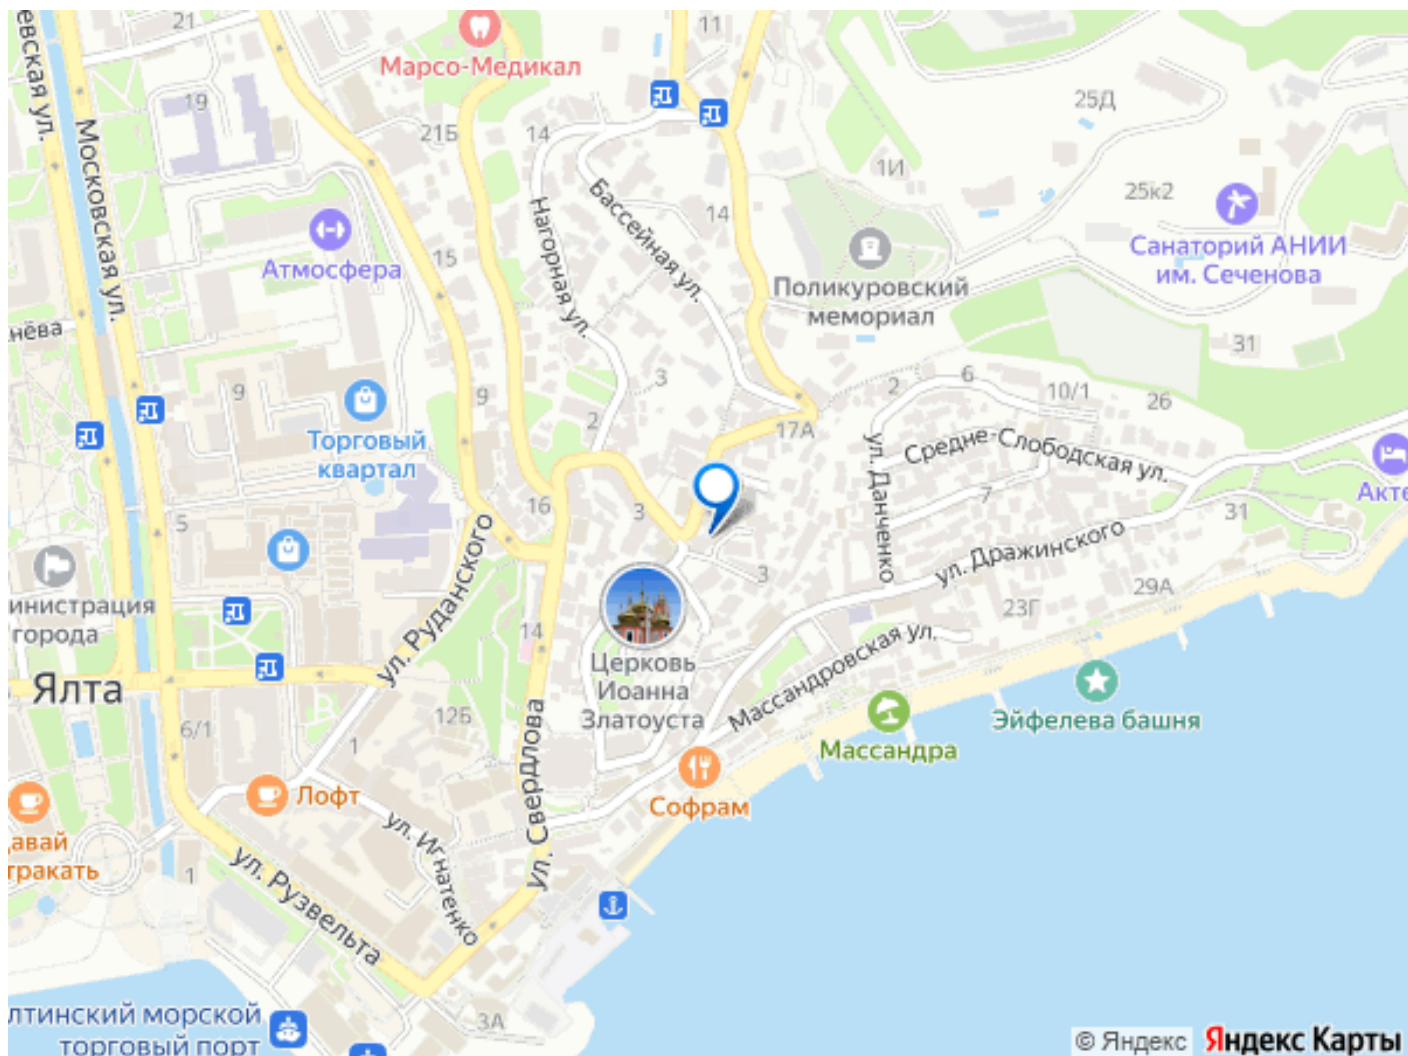 21
Марсо-Медикал
11
евская ул.
Московская ул.
19
21Б
14
25Д
1И
25к2
Санаторий АНИИ
им. Сеченова
Бассейная ул.
14
Нагорная ул.
15
Атмосфера
Поликуровский
мемориал
нёва
31
9
3
9
2
6
10/1
26
2
Торговый
квартал
17А
ул. Данченко
Средне-Слободская ул.
Акте
16
3
7
31
5
ул. Руданского
ул. Дражинского
3
29А
23Г
министрация
города
14
Массандровская ул.
Церковь
Иоанна
Златоуста
Ялта
12Б
6/1
1
ул. Свердлова
Эйфелева башня
Массандра
Софрам
Лофт
ул. Игнатенко
авай
тракать
1
ул. Рузвельта
лтинский морской
торговый порт
3А
© Яндекс Яндекс Карты